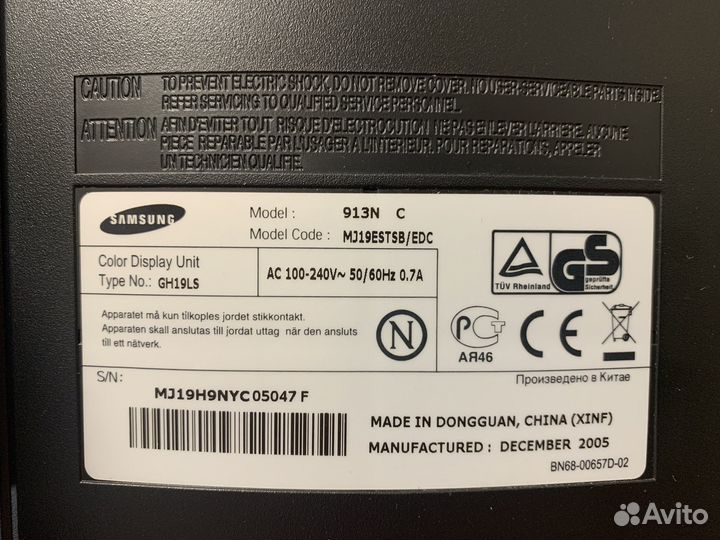 CAUTION TO PREVENT ELECTRIC SHOCK, DO NOT REMOVE COVER. NO USER-SERVICEABLE PARTS INSIDE.
REFER SERVICING TO QUALIFIED SERVICE PERSONNEL.
ATTENTION AFIN D'EVITER TOUT RISQUE D'ELECTROCUTION NE PAS ENLEVER L'ARRIERE. AUCUNE
PIECE REPARABLE PAR L'USAGER A L'INTERIEUR. POUR REPARATIONS, APPELER
UN TECHNICIEN QUALIFIE.
SAMSUNG
Model : 913N C
Model Code : MJ19ESTSB/EDC
Color Display Unit
Type No.: GH19LS
AC 100-240V~ 50/60Hz 0.7A
TÜV Rheinland
GS
geprüfte
Sicherheit
Apparatet må kun tilkoples jordet stikkontakt.
Apparaten skall anslutas till jordat uttag när den ansluts
till ett nätverk.
N
РСТ
АЯ46
CE
S/N:
MJ19H9NYC05047 F
Произведено в Китае
MADE IN DONGGUAN, CHINA (XINF)
MANUFACTURED : DECEMBER 2005
BN68-00657D-02
Avito